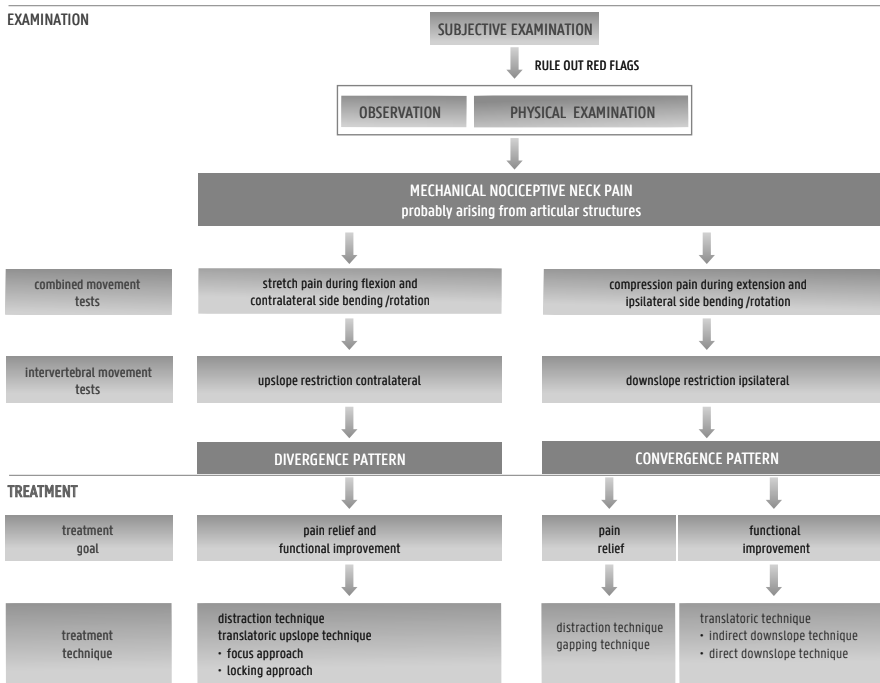 EXAMINATION
SUBJECTIVE EXAMINATION
RULE OUT RED FLAGS
OBSERVATION
PHYSICAL EXAMINATION
MECHANICAL NOCICEPTIVE NECK PAIN
probably arising from articular structures
combined movement
tests
stretch pain during flexion and
contralateral side bending/rotation
compression pain during extension and
ipsilateral side bending/rotation
intervertebral movement
tests
upslope restriction contralateral
downslope restriction ipsilateral
DIVERGENCE PATTERN
CONVERGENCE PATTERN
TREATMENT
treatment
goal
pain relief and
functional improvement
pain
relief
functional
improvement
treatment
technique
distraction technique
translatoric upslope technique
• focus approach
• locking approach
distraction technique
gapping technique
translatoric technique
• indirect downslope technique
• direct downslope technique